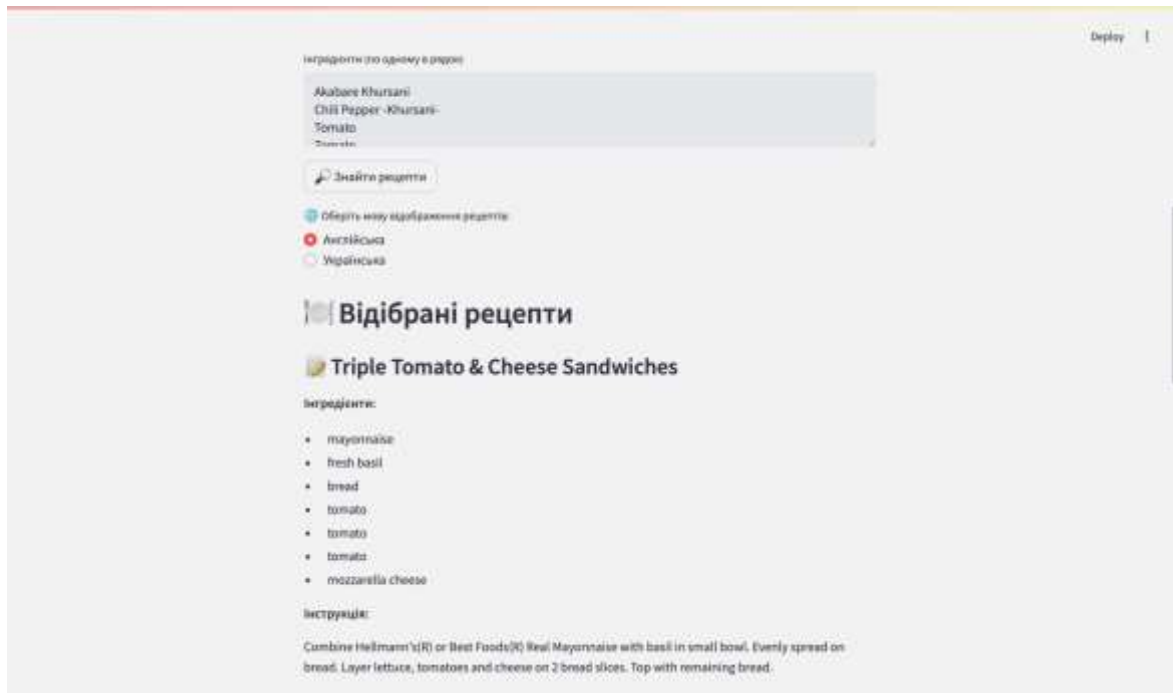 Deploy
Інгредієнти (по одному в рядок)
Akabare Khursani
Chili Pepper -Khursani-
Tomato
Tomato
Знайти рецепти
Оберіть мову відображення рецептів:
Англійська
Українська
Відібрані рецепти
Triple Tomato & Cheese Sandwiches
Інгредієнти:
• mayonnaise
• fresh basil
• bread
• tomato
• tomato
• tomato
• mozzarella cheese
Інструкція:
Combine Hellmann's(R) or Best Foods(R) Real Mayonnaise with basil in small bowl. Evenly spread on
bread. Layer lettuce, tomatoes and cheese on 2 bread slices. Top with remaining bread.